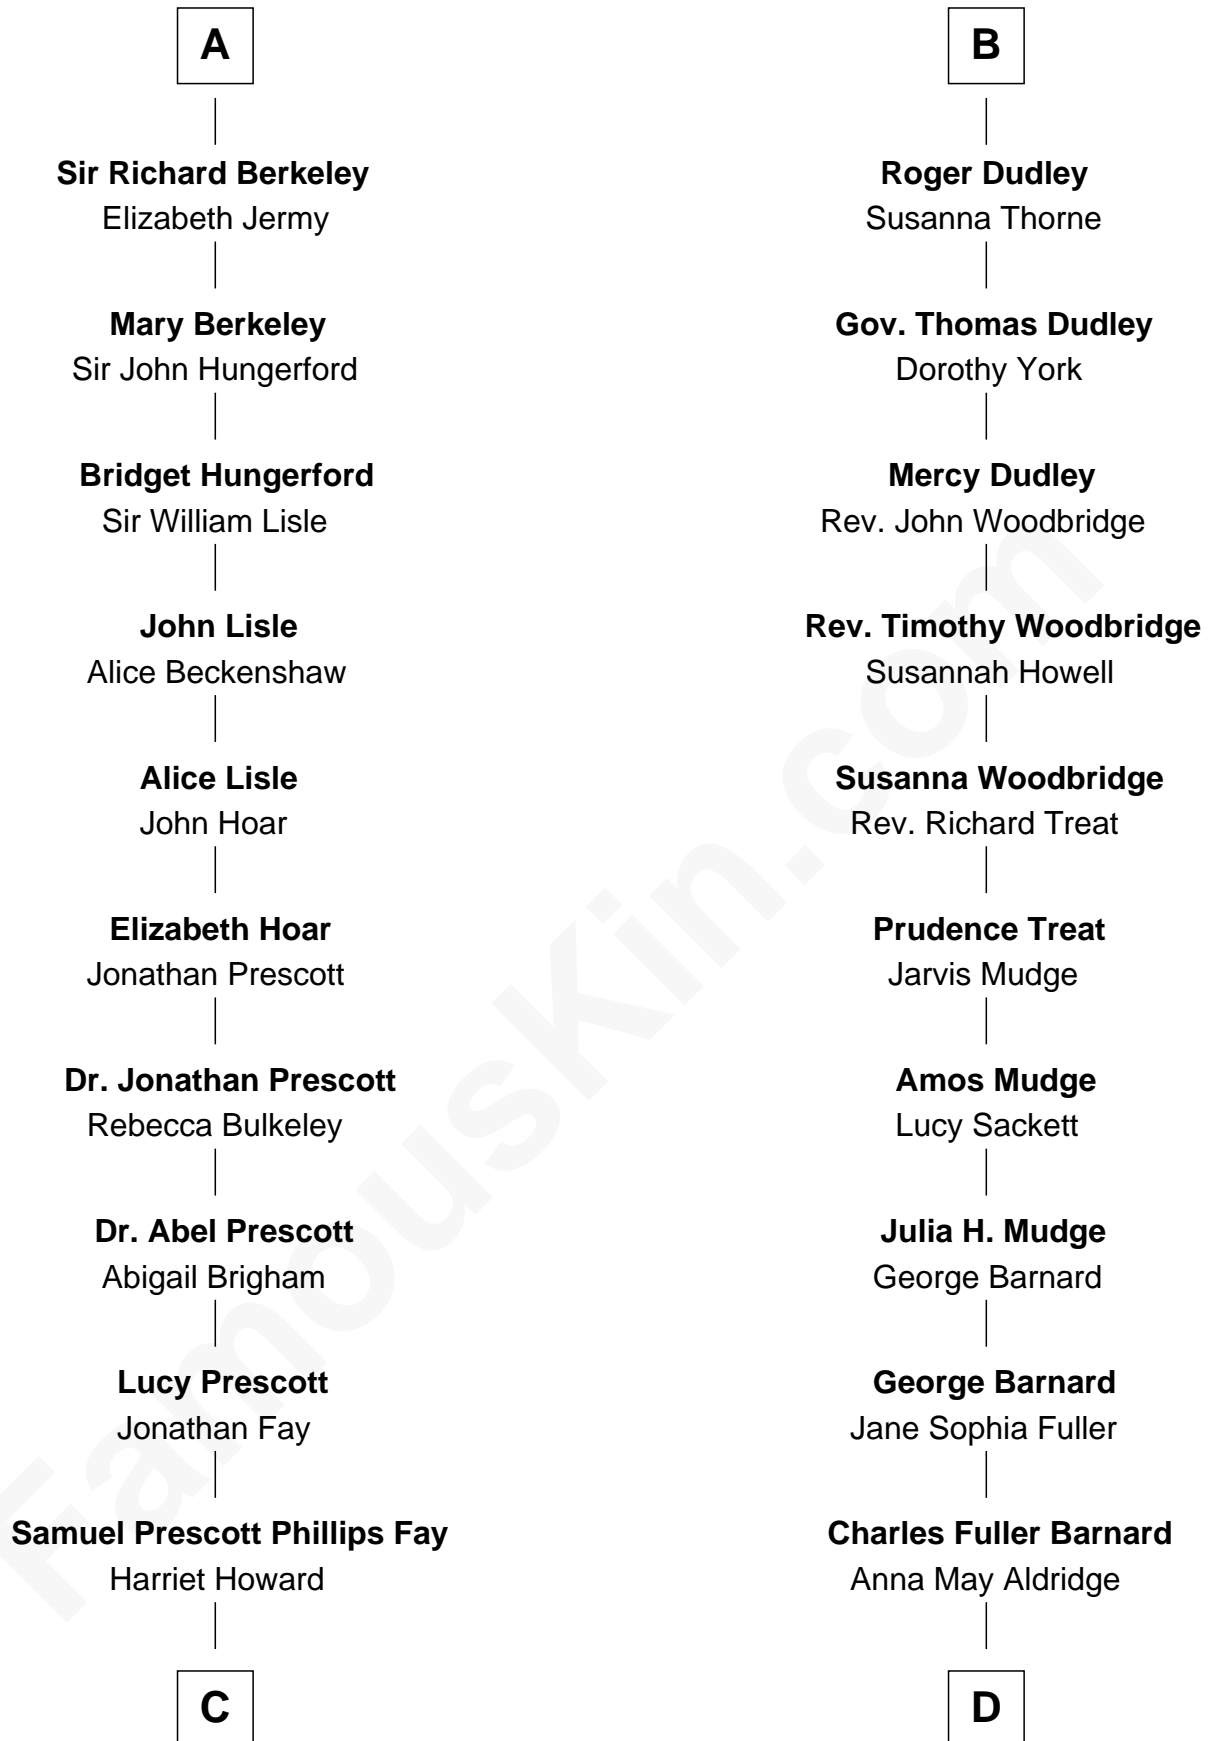 A
Sir Richard Berkeley
Elizabeth Jermy
Mary Berkeley
Sir John Hungerford
Bridget Hungerford
Sir William Lisle
John Lisle
Alice Beckenshaw
Alice Lisle
John Hoar
Elizabeth Hoar
Jonathan Prescott
Dr. Jonathan Prescott
Rebecca Bulkeley
Dr. Abel Prescott
Abigail Brigham
Lucy Prescott
Jonathan Fay
Samuel Prescott Phillips Fay
Harriet Howard
C
B
Roger Dudley
Susanna Thorne
Gov. Thomas Dudley
Dorothy York
Mercy Dudley
Rev. John Woodbridge
Rev. Timothy Woodbridge
Susannah Howell
Susanna Woodbridge
Rev. Richard Treat
Prudence Treat
Jarvis Mudge
Amos Mudge
Lucy Sackett
Julia H. Mudge
George Barnard
George Barnard
Jane Sophia Fuller
Charles Fuller Barnard
Anna May Aldridge
D
FamousKin.com